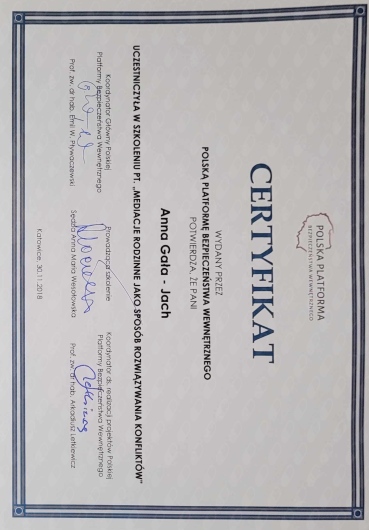 POLSKA PLATFORMA
BEZPIECZEŃSTWA WEWNĘTRZNEGO
CERTYFIKAT
WYDANY PRZEZ
POLSKĄ PLATFORMĘ BEZPIECZEŃSTWA WEWNĘTRZNEGO
POTWIERDZA, ŻE PANI
Anna Gala - Jach
UCZESTNICZYŁA W SZKOLENIU PT. „MEDIACJE RODZINNE JAKO SPOSÓB ROZWIĄZYWANIA KONFLIKTÓW"
Koordynator Główny Polskiej
Platformy Bezpieczeństwa Wewnętrznego
Prof. zw. dr hab. Emil W. Pływaczewski
Prowadząca szkolenie
Sędzia Anna Maria Wesołowska
Koordynator ds. realizacji projektów Polskiej
Platformy Bezpieczeństwa Wewnętrznego
Prof. zw. dr hab. Arkadiusz Letkiewicz
Katowice, 30.11.2018